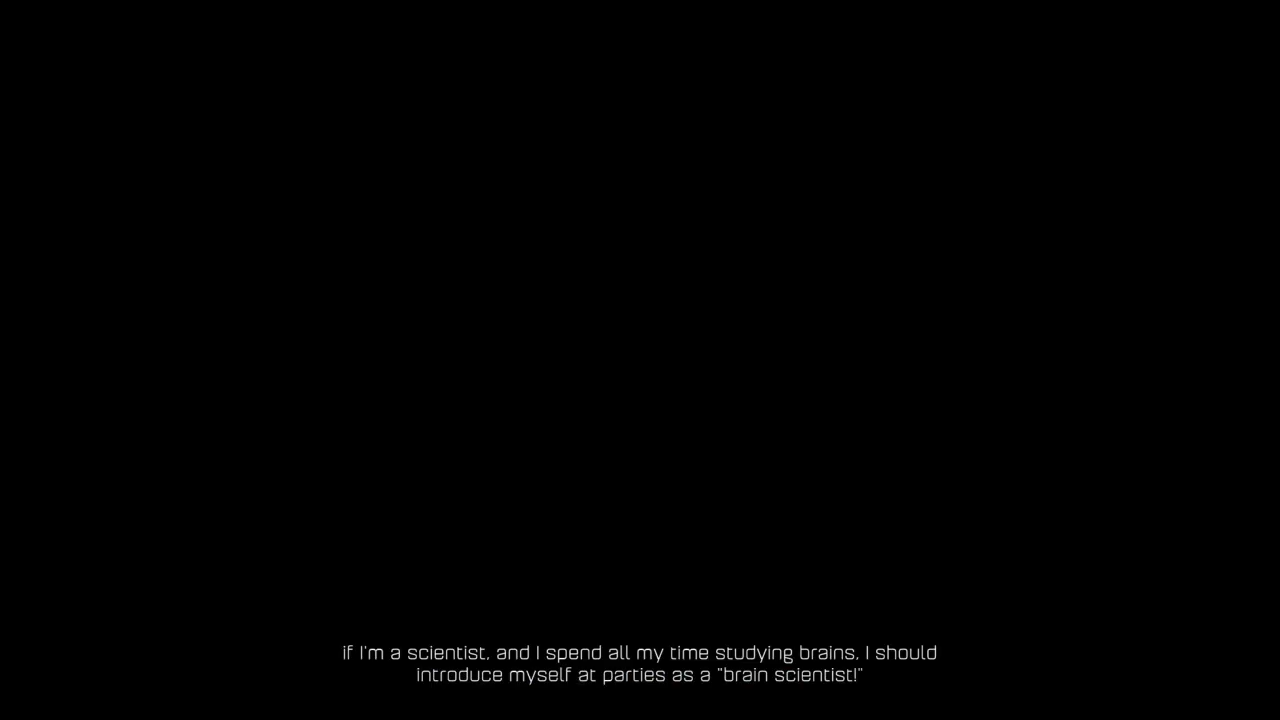 if I'm a scientist, and I spend all my time studying brains, I should
introduce myself at parties as a "brain scientist!"